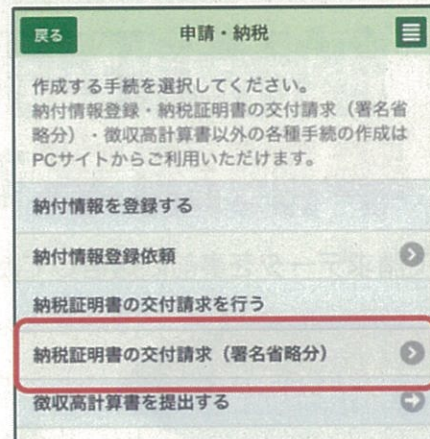 戻る
申請・納税
作成する手続を選択してください。
納付情報登録・納税証明書の交付請求（署名省
略分）・徴収高計算書以外の各種手続の作成は
PCサイトからご利用いただけます。
納付情報を登録する
納付情報登録依頼
納税証明書の交付請求を行う
納税証明書の交付請求（署名省略分）
徴収高計算書を提出する